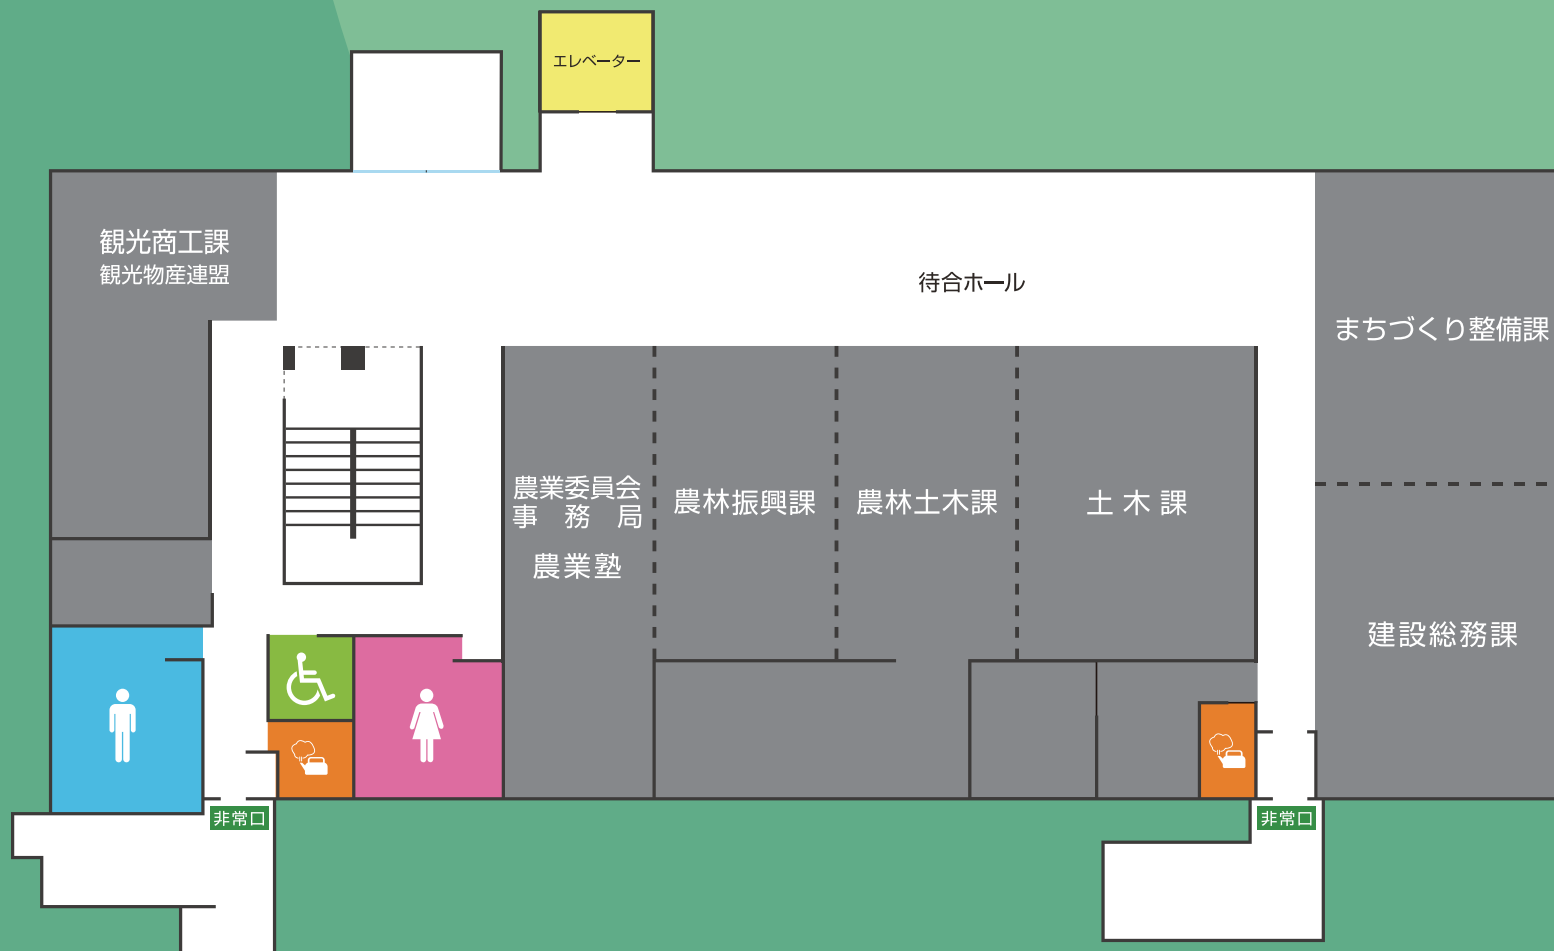 エレベーター
観光商工課
観光物産連盟
待合ホール
まちづくり整備課
農業委員会
事　務　局
農業塾
農林振興課
農林土木課
土 木 課
建設総務課
非常口
非常口